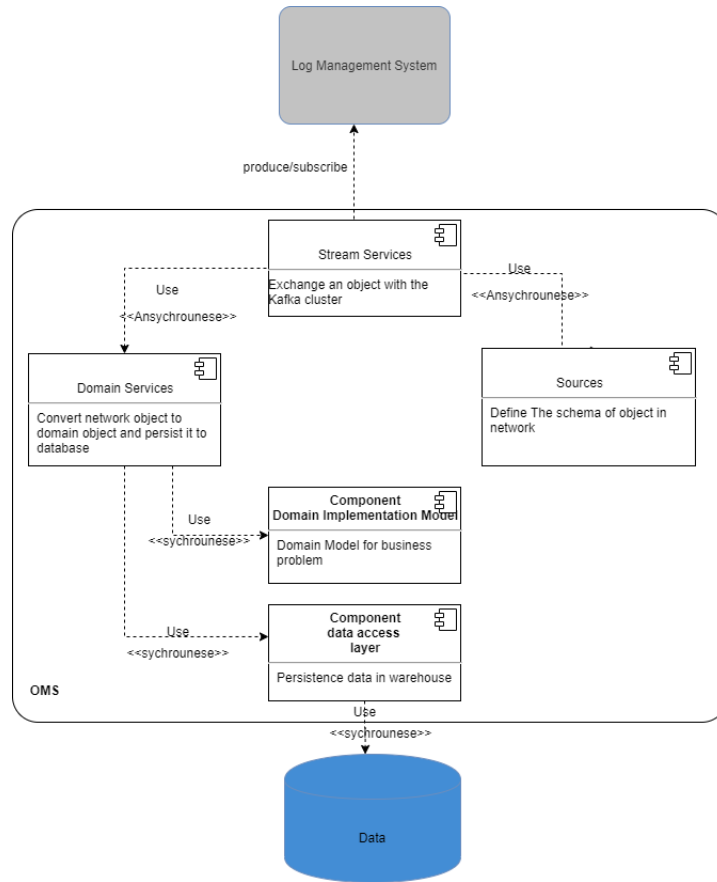 Log Management System
produce/subscribe
Stream Services
Exchange an object with the
Kafka cluster
Use
<<Ansychrounese>>
Use
<<Ansychrounese>>
Domain Services
Convert network object to
domain object and persist it to
database
Sources
Define The schema of object in
network
Use
<<sychrounese>>
Component
Domain Implementation Model
Domain Model for business
problem
Use
<<sychrounese>>
Component
data access
layer
Persistence data in warehouse
OMS
Use
<<sychrounese>>
Data